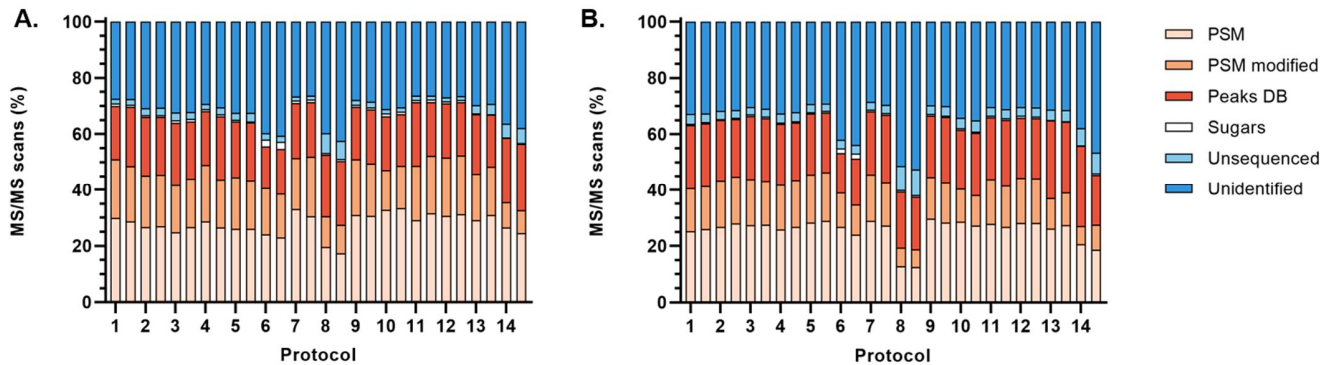 A.
MS/MS scans (%)
100
80
60
40
20
0
1 2 3 4 5 6 7 8 9 10 11 12 13 14
Protocol
B.
MS/MS scans (%)
100
80
60
40
20
0
1 2 3 4 5 6 7 8 9 10 11 12 13 14
Protocol
PSM
PSM modified
Peaks DB
Sugars
Unsequenced
Unidentified